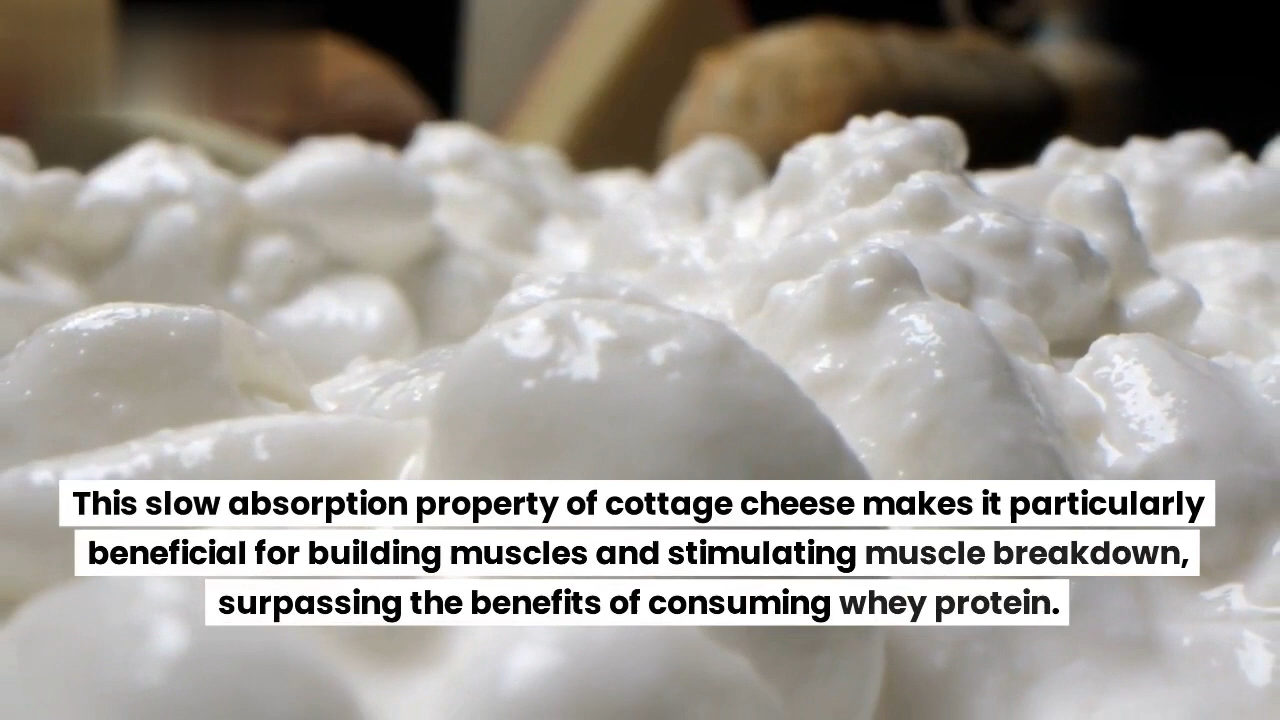 This slow absorption property of cottage cheese makes it particularly
beneficial for building muscles and stimulating muscle breakdown,
surpassing the benefits of consuming whey protein.